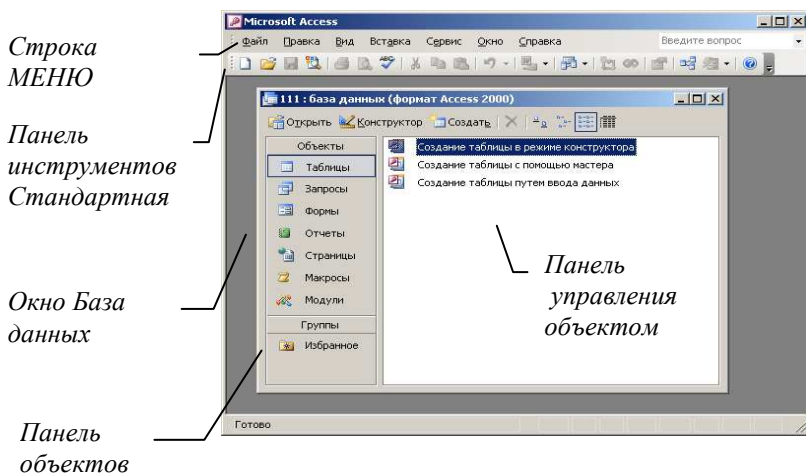 Microsoft Access
Файл Правка Вид Вставка Сервис Окно Справка Введите вопрос
Строка
МЕНЮ
Панель
инструментов
Стандартная
Окно База
данных
Панель
объектов
111 : база данных (формат Access 2000)
Открыть Конструктор Создать
Объекты
Таблицы
Запросы
Формы
Отчеты
Страницы
Макросы
Модули
Группы
Избранное
Создание таблицы в режиме конструктора
Создание таблицы с помощью мастера
Создание таблицы путем ввода данных
Панель
управления
объектом
Готово